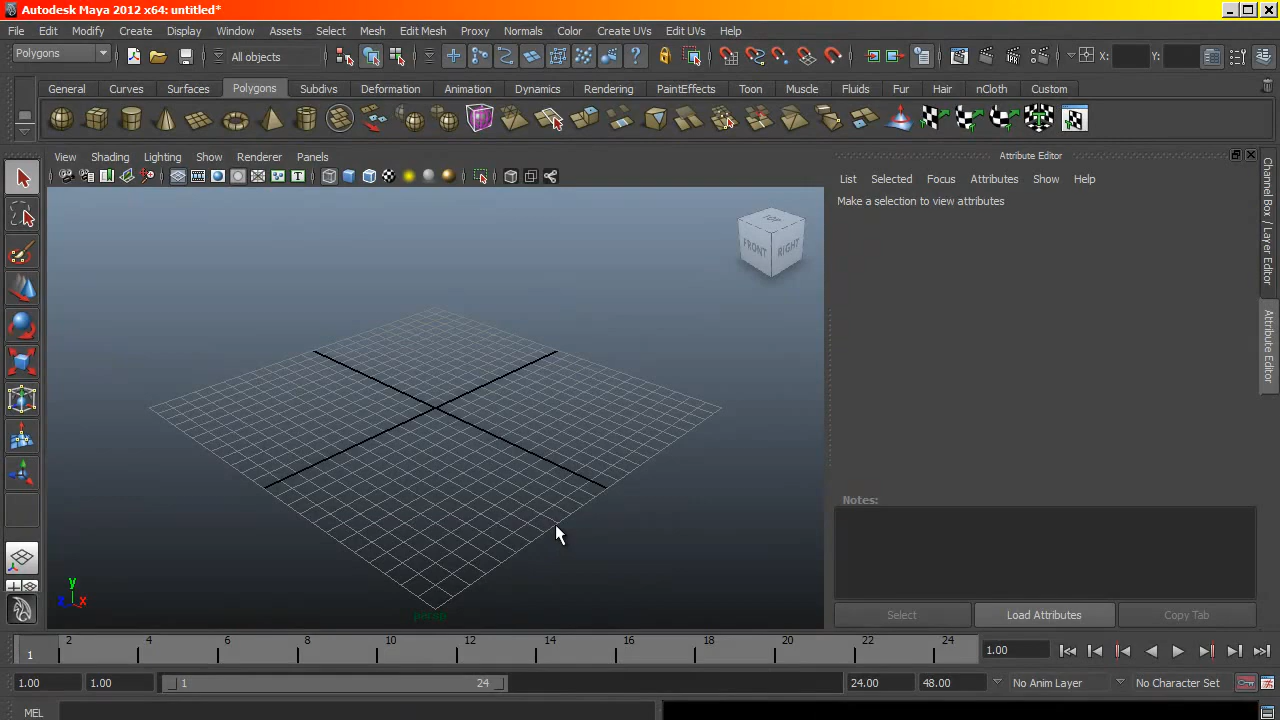 Autodesk Maya 2012 x64: untitled*
File Edit Modify Create Display Window Assets Select Mesh Edit Mesh Proxy Normals Color Create UVs Edit UVs Help
Polygons All objects X: Y:
General Curves Surfaces Polygons Subdivs Deformation Animation Dynamics Rendering PaintEffects Toon Muscle Fluids Fur Hair nCloth Custom
View Shading Lighting Show Renderer Panels
Attribute Editor
List Selected Focus Attributes Show Help
Make a selection to view attributes
TOP
FRONT RIGHT
Channel Box / Layer Editor
Attribute Editor
Notes:
y
z x
persp
Select Load Attributes Copy Tab
2 4 6 8 10 12 14 16 18 20 22 24
1 1.00
1.00 1.00 1 24 24.00 48.00 No Anim Layer No Character Set
MEL